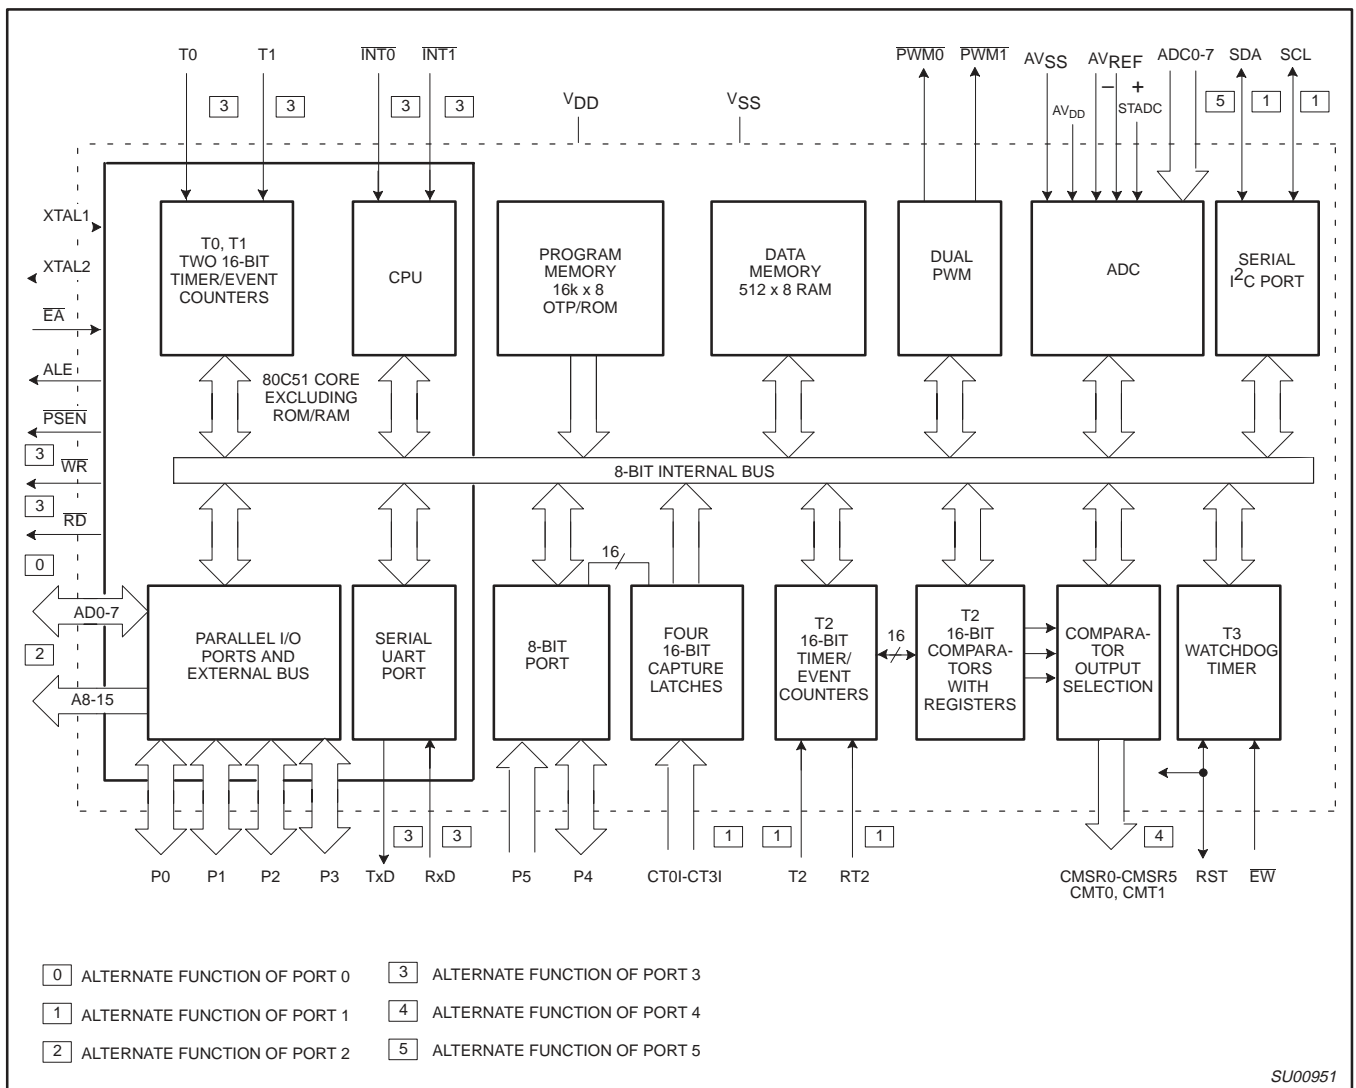 T0 T1 INT0 INT1 PWM0 PWM1 AVSS AVREF ADC0-7 SDA SCL
– +
3 3 3 3 VDD VSS AVDD STADC 5 1 1
XTAL1
XTAL2
EA
ALE
PSEN
3 WR
3 RD
0
AD0-7
2
A8-15
T0, T1
TWO 16-BIT
TIMER/EVENT
COUNTERS
CPU
PROGRAM
MEMORY
16k x 8
OTP/ROM
DATA
MEMORY
512 x 8 RAM
DUAL
PWM
ADC
SERIAL
I2C PORT
80C51 CORE
EXCLUDING
ROM/RAM
8-BIT INTERNAL BUS
PARALLEL I/O
PORTS AND
EXTERNAL BUS
SERIAL
UART
PORT
8-BIT
PORT
16
FOUR
16-BIT
CAPTURE
LATCHES
T2
16-BIT
TIMER/
EVENT
COUNTERS
16
T2
16-BIT
COMPARA-
TORS
WITH
REGISTERS
COMPARA-
TOR
OUTPUT
SELECTION
T3
WATCHDOG
TIMER
3 3 1 1 1 4
P0 P1 P2 P3 TxD RxD P5 P4 CT0I-CT3I T2 RT2 CMSR0-CMSR5 RST EW
CMT0, CMT1
0 ALTERNATE FUNCTION OF PORT 0
1 ALTERNATE FUNCTION OF PORT 1
2 ALTERNATE FUNCTION OF PORT 2
3 ALTERNATE FUNCTION OF PORT 3
4 ALTERNATE FUNCTION OF PORT 4
5 ALTERNATE FUNCTION OF PORT 5
SU00951